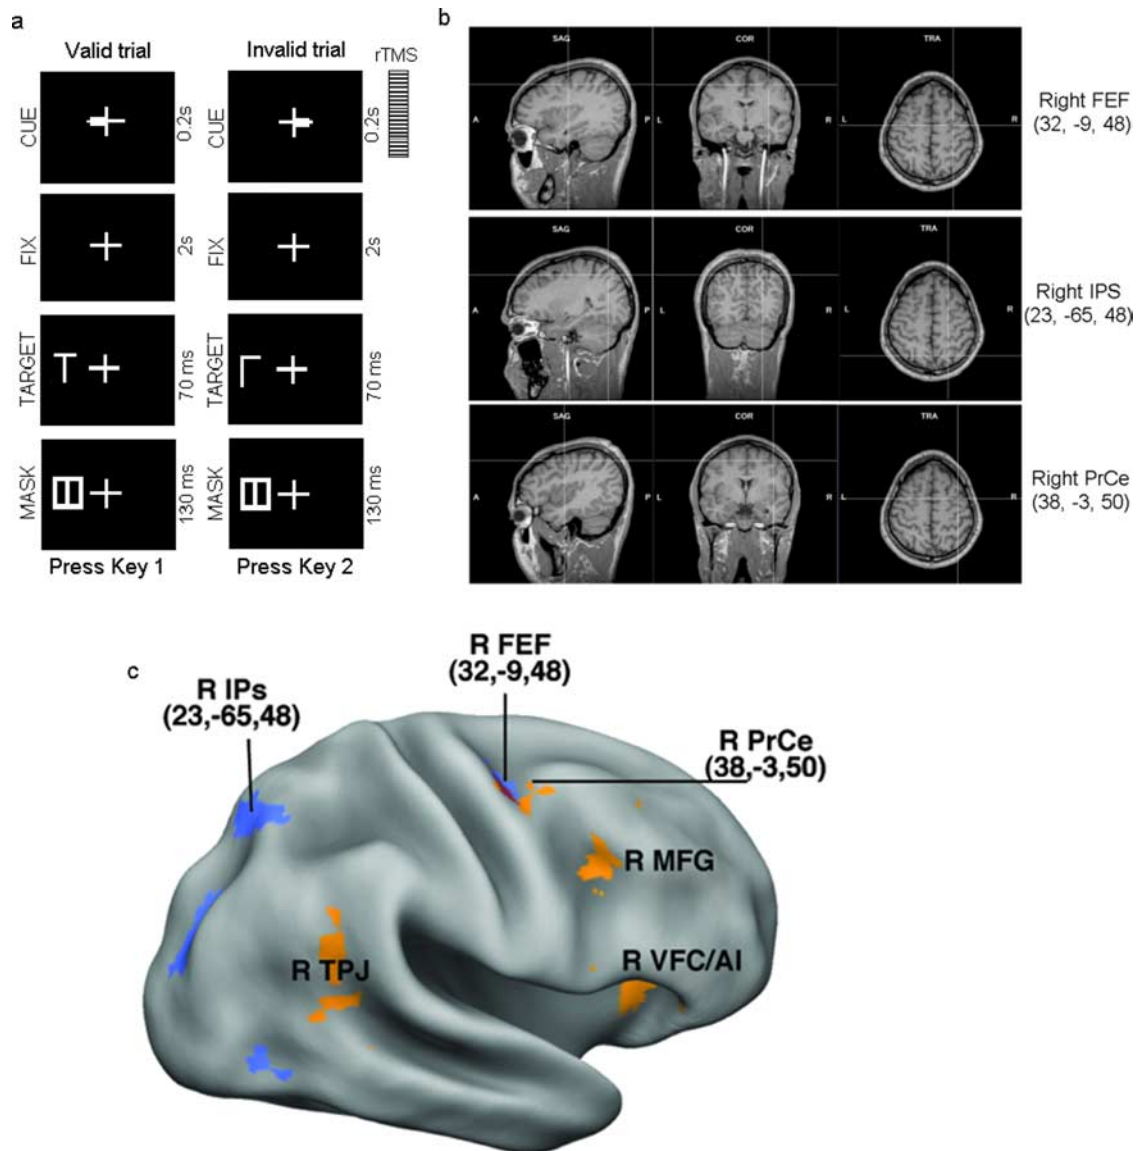 a
Valid trial
Invalid trial
rTMS
CUE
0.2s
CUE
0.2s
FIX
2s
FIX
2s
TARGET
T
70 ms
TARGET
70 ms
MASK
130 ms
MASK
130 ms
Press Key 1
Press Key 2
b
SAG
COR
TRA
A
P
L
R
L
R
Right FEF
(32, -9, 48)
SAG
COR
TRA
A
P
L
R
L
R
Right IPS
(23, -65, 48)
SAG
COR
TRA
A
P
L
R
L
R
Right PrCe
(38, -3, 50)
c
R IPs
(23,-65,48)
R FEF
(32,-9,48)
R PrCe
(38,-3,50)
R MFG
R TPJ
R VFC/AI